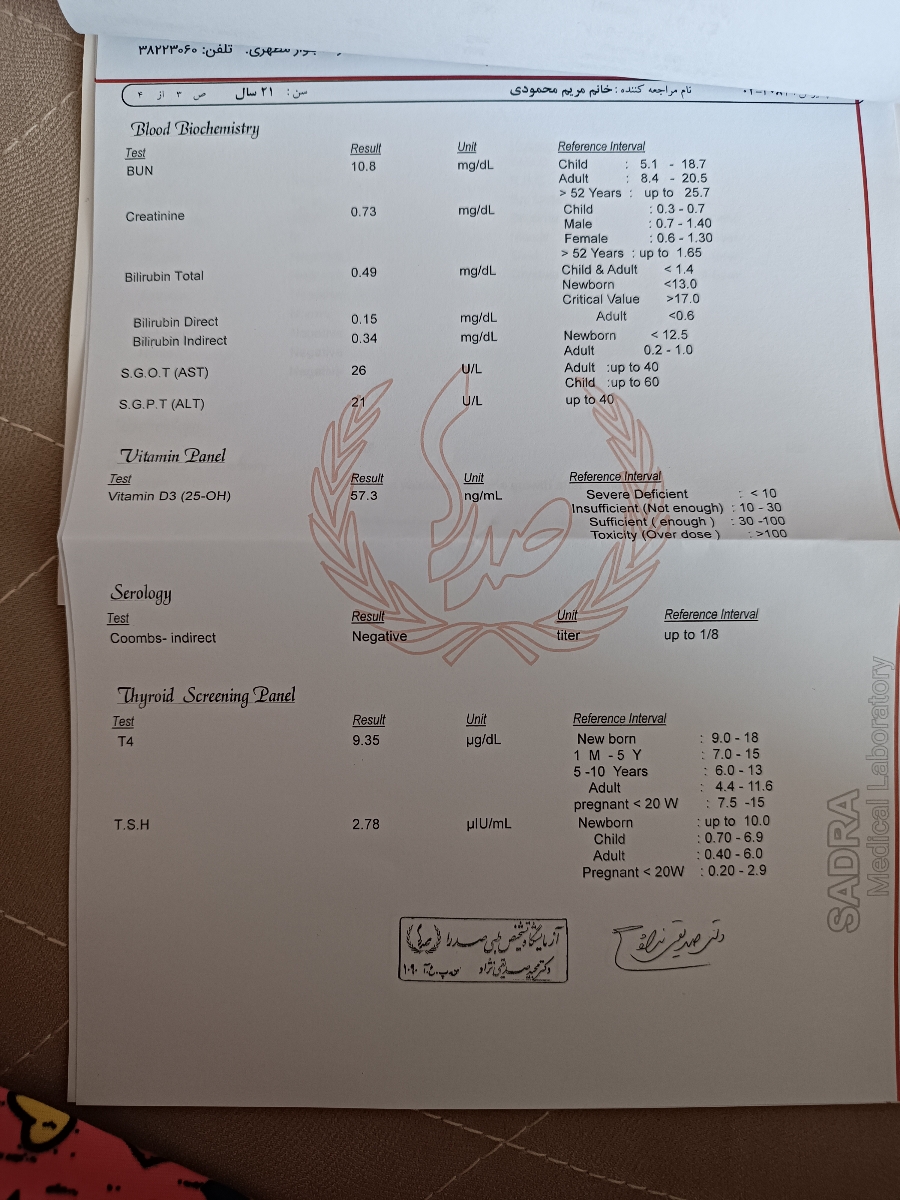 تلفن: ۳۸۲۲۳۰۶۰
نام مراجعه کننده : خانم مریم محمودی
سن : ۲۱ سال
ص ۳ از ۴
Blood Biochemistry
Test Result Unit Reference Interval
BUN 10.8 mg/dL Child : 5.1 - 18.7
Adult : 8.4 - 20.5
> 52 Years : up to 25.7
Creatinine 0.73 mg/dL Child : 0.3 - 0.7
Male : 0.7 - 1.40
Female : 0.6 - 1.30
> 52 Years : up to 1.65
Bilirubin Total 0.49 mg/dL Child & Adult < 1.4
Newborn <13.0
Critical Value >17.0
Bilirubin Direct 0.15 mg/dL Adult <0.6
Bilirubin Indirect 0.34 mg/dL Newborn < 12.5
Adult 0.2 - 1.0
S.G.O.T (AST) 26 U/L Adult :up to 40
Child :up to 60
S.G.P.T (ALT) 21 U/L up to 40
Vitamin Panel
Test Result Unit Reference Interval
Vitamin D3 (25-OH) 57.3 ng/mL Severe Deficient : < 10
Insufficient (Not enough) : 10 - 30
Sufficient ( enough ) : 30 -100
Toxicity (Over dose ) : >100
صدرا
Serology
Test Result Unit Reference Interval
Coombs- indirect Negative titer up to 1/8
Thyroid Screening Panel
Test Result Unit Reference Interval
T4 9.35 µg/dL New born : 9.0 - 18
1 M - 5 Y : 7.0 - 15
5 -10 Years : 6.0 - 13
Adult : 4.4 - 11.6
pregnant < 20 W : 7.5 -15
T.S.H 2.78 µIU/mL Newborn : up to 10.0
Child : 0.70 - 6.9
Adult : 0.40 - 6.0
Pregnant < 20W : 0.20 - 2.9
SADRA
Medical Laboratory
آزمایشگاه تشخیص طبی صدرا